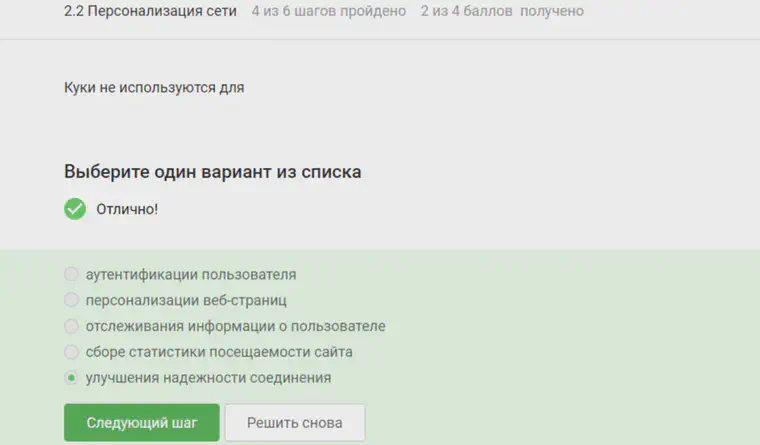 2.2 Персонализация сети 4 из 6 шагов пройдено 2 из 4 баллов получено
Куки не используются для
Выберите один вариант из списка
Отлично!
аутентификации пользователя
персонализации веб-страниц
отслеживания информации о пользователе
сборе статистики посещаемости сайта
улучшения надежности соединения
Следующий шаг Решить снова